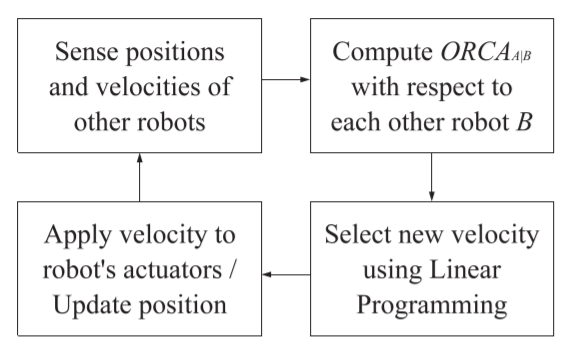 Sense positions
and velocities of
other robots
Compute ORCA A|B
with respect to
each other robot B
Select new velocity
using Linear
Programming
Apply velocity to
robot's actuators /
Update position